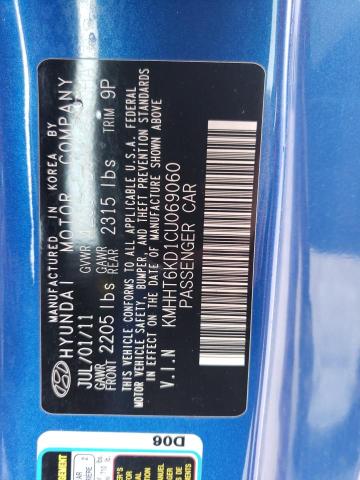 MANUFACTURED IN KOREA BY
HYUNDAI MOTOR COMPANY
JUL/01/11 GVWR
GAWR FRONT 2205 lbs GAWR REAR 2315 lbs TRIM 9P
THIS VEHICLE CONFORMS TO ALL APPLICABLE U.S.A. FEDERAL
MOTOR VEHICLE SAFETY, BUMPER, AND THEFT PREVENTION STANDARDS
IN EFFECT ON THE DATE OF MANUFACTURE SHOWN ABOVE
V.I.N KMHHT6KD1CU069060
PASSENGER CAR
D06